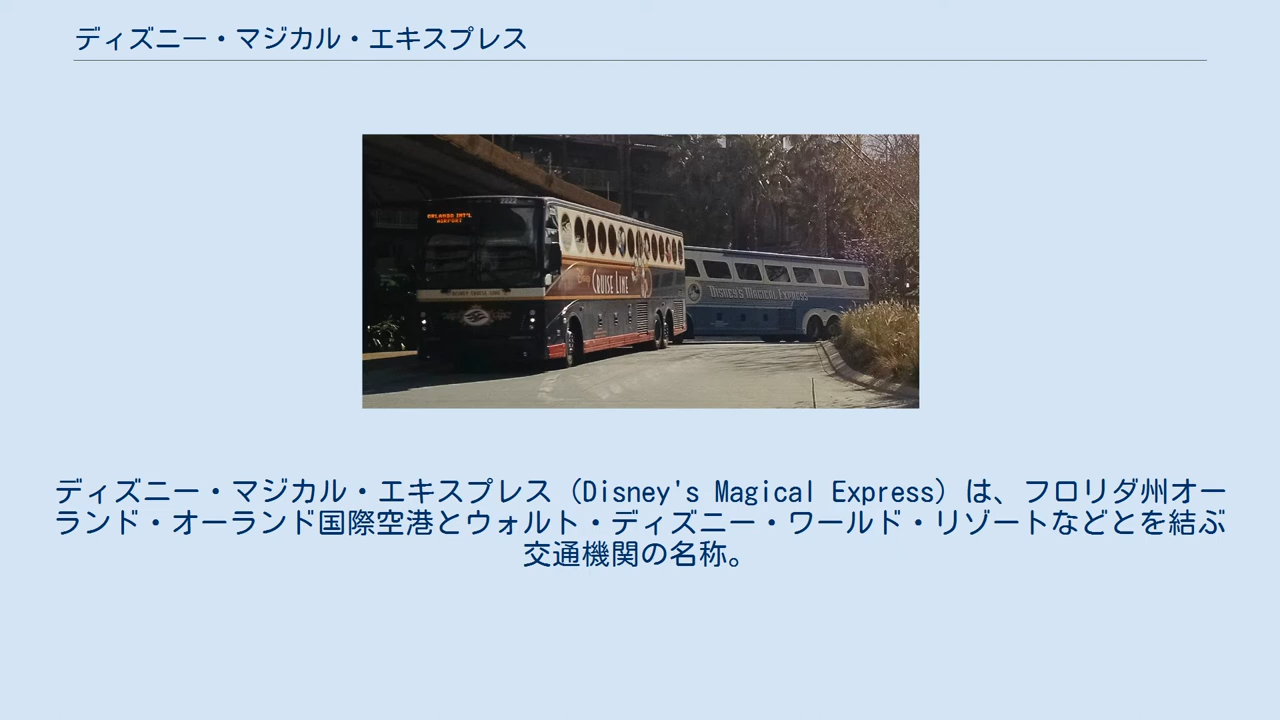 ディズニー・マジカル・エキスプレス
ORLANDO INT'L
AIRPORT
2222
CRUISE LINE
DISNEY'S MAGICAL EXPRESS
DISNEY CRUISE LINE
ディズニー・マジカル・エキスプレス（Disney's Magical Express）は、フロリダ州オー
ランド・オーランド国際空港とウォルト・ディズニー・ワールド・リゾートなどとを結ぶ
交通機関の名称。